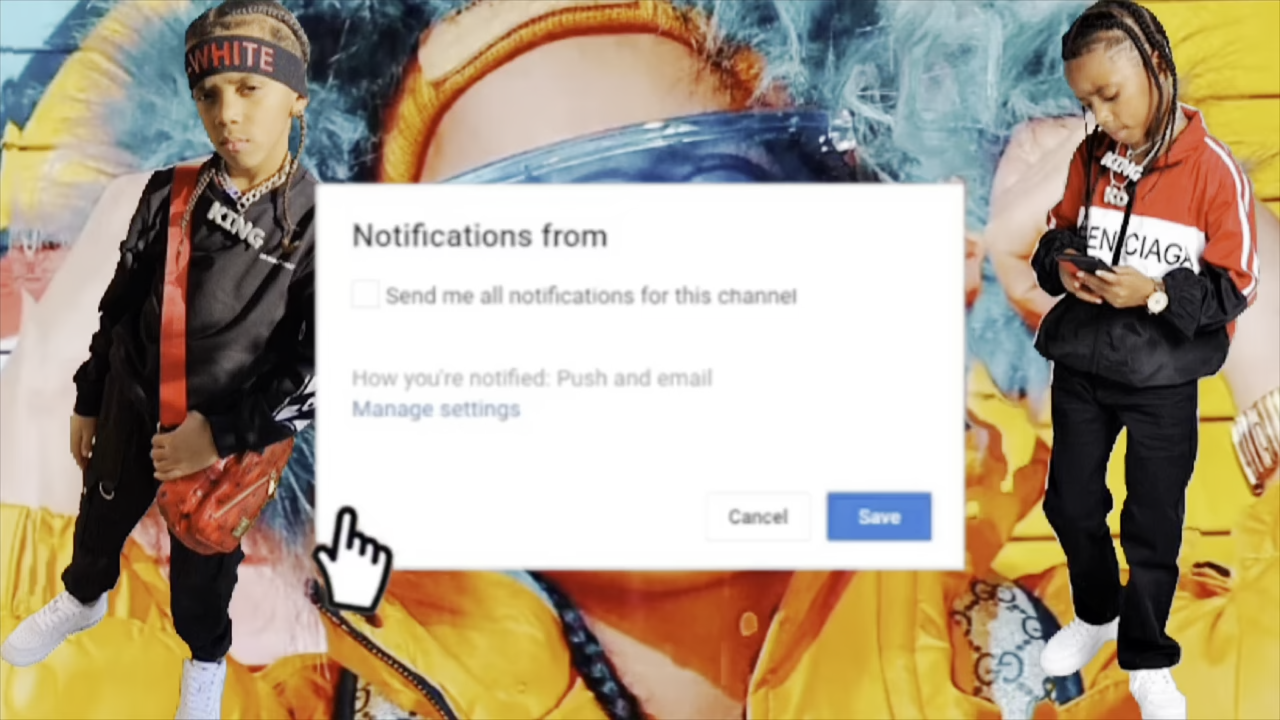 -WHITE
KING
KING
KD
ENCIAGA
Notifications from
Send me all notifications for this channel
How you're notified: Push and email
Manage settings
Cancel
Save